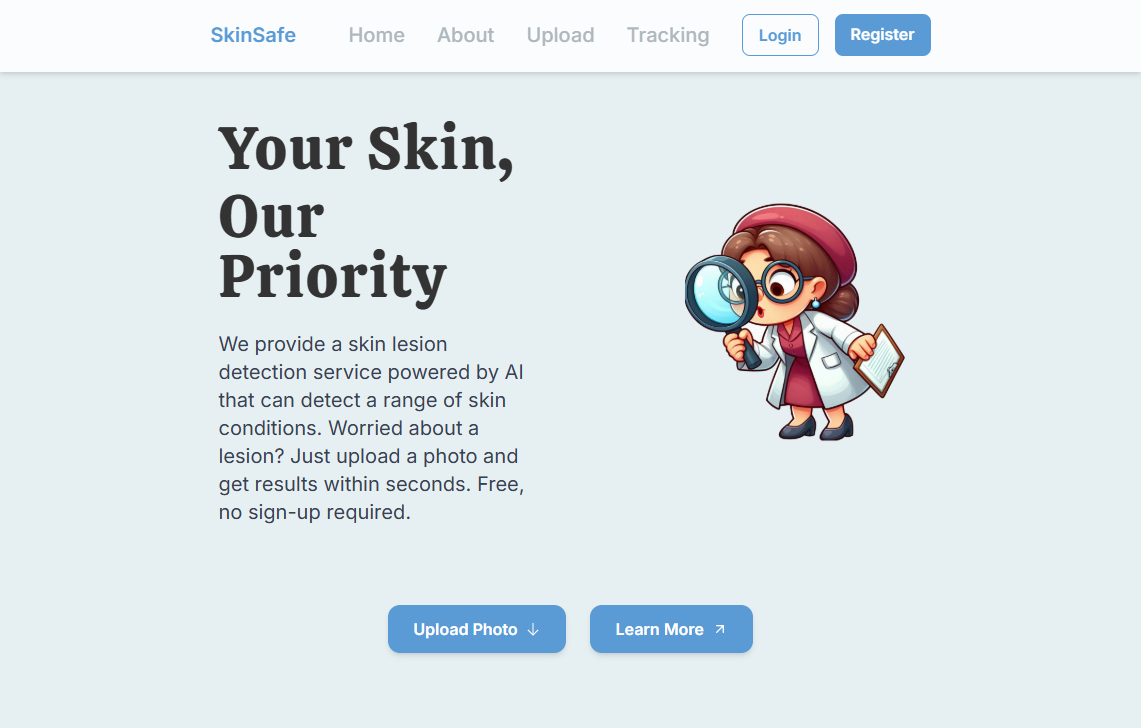 SkinSafe Home About Upload Tracking Login Register
Your Skin,
Our
Priority
We provide a skin lesion
detection service powered by AI
that can detect a range of skin
conditions. Worried about a
lesion? Just upload a photo and
get results within seconds. Free,
no sign-up required.
Upload Photo ↓ Learn More ↗